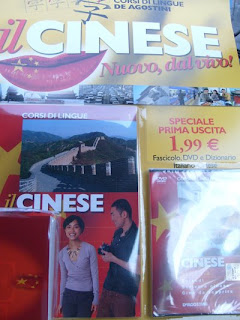 CORSI DI LINGUE
DE AGOSTINI
il CINESE
Nuovo, dal vivo!
CORSI DI LINGUE
SPECIALE
PRIMA USCITA
1,99 €
Fascicolo, DVD e Dizionario
il CINESE
CINESE